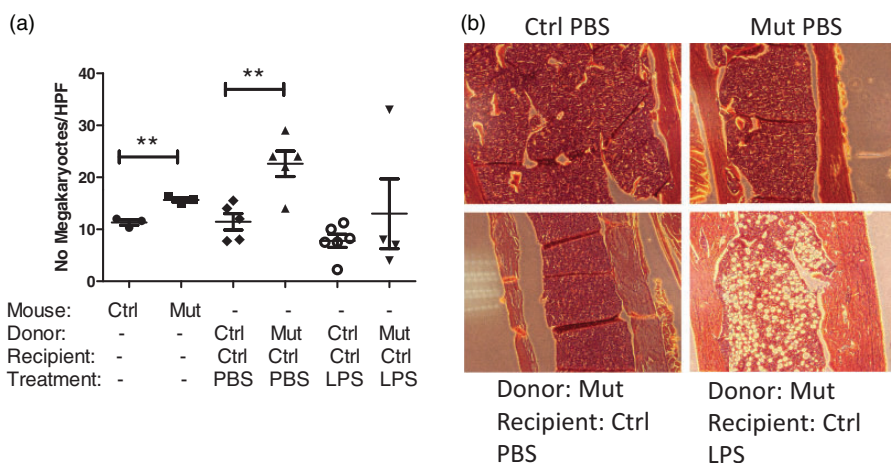 (a)
No Megakaryoctes/HPF
40
30
20
10
0
**
**
Mouse: Ctrl Mut - - - -
Donor: - - Ctrl Mut Ctrl Mut
Recipient: - - Ctrl Ctrl Ctrl Ctrl
Treatment: - - PBS PBS LPS LPS
(b)
Ctrl PBS
Mut PBS
Donor: Mut
Recipient: Ctrl
PBS
Donor: Mut
Recipient: Ctrl
LPS